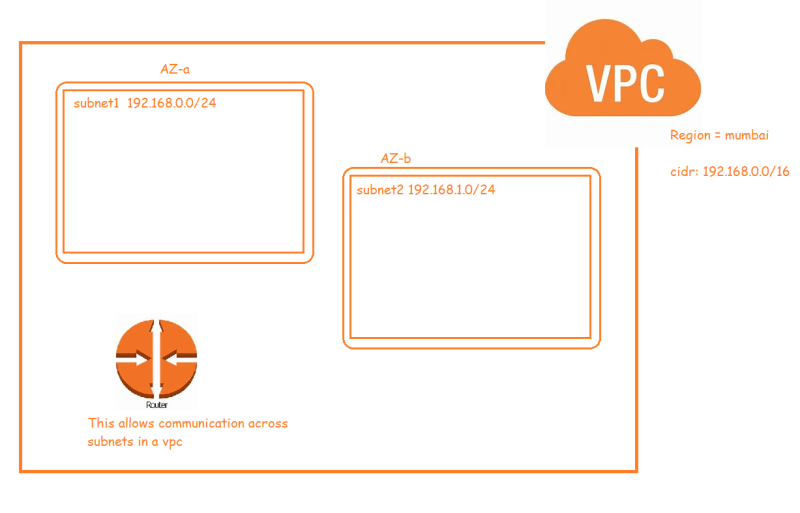 VPC
AZ-a
subnet1 192.168.0.0/24
Region = mumbai
AZ-b
cidr: 192.168.0.0/16
subnet2 192.168.1.0/24
Router
This allows communication across
subnets in a vpc